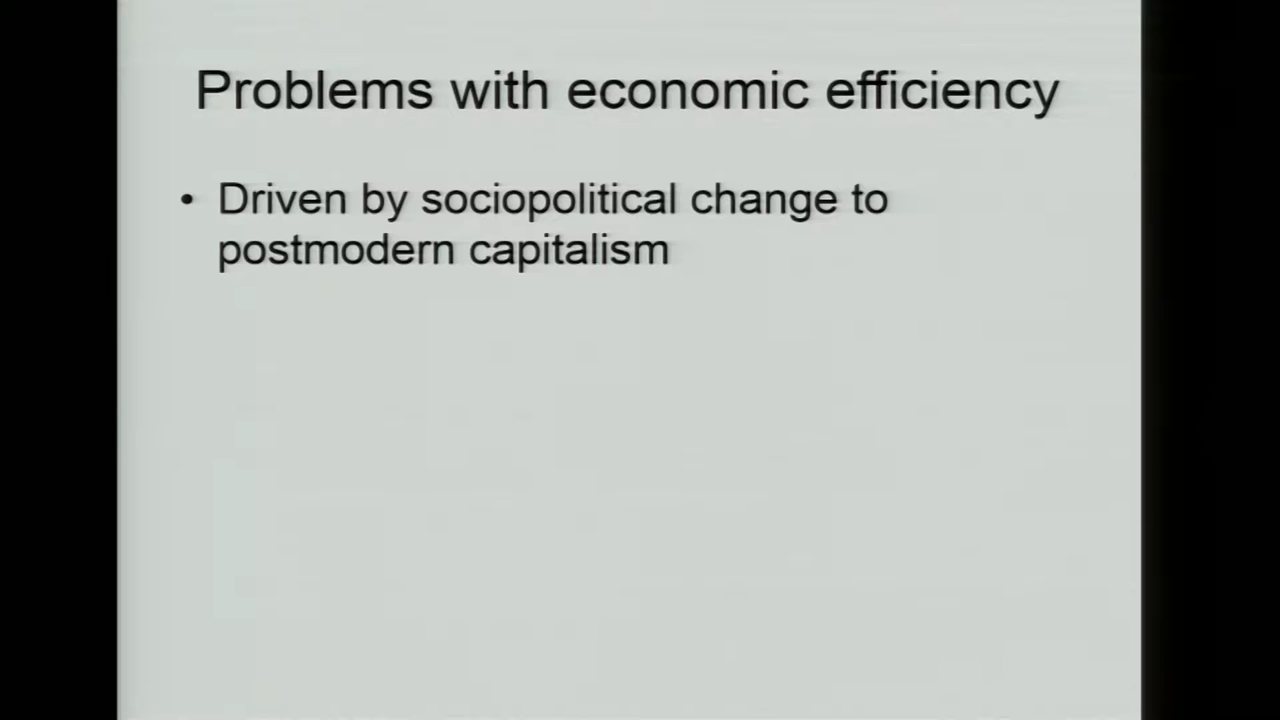 Problems with economic efficiency
• Driven by sociopolitical change to
postmodern capitalism